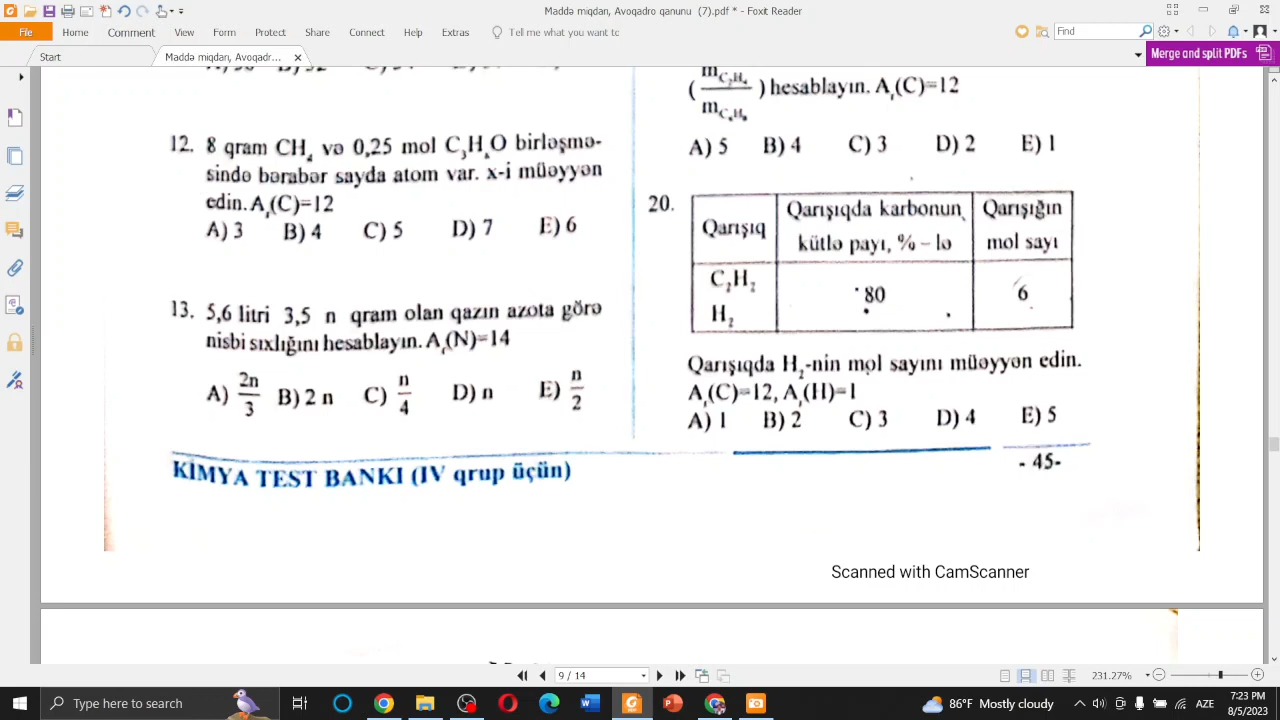 Maddə miqdarı, Avoqadro qanunu (7).pdf * - Foxit Reader
File Home Comment View Form Protect Share Connect Help Extras Tell me what you want to Find
Start Maddə miqdarı, Avoqadr... Merge and split PDFs
12. 8 qram CH₄ və 0,25 mol C₃HₓO birləşmə-
sində bərabər sayda atom var. x-i müəyyən
edin. Aᵣ(C)=12
A) 3 B) 4 C) 5 D) 7 E) 6
13. 5,6 litri 3,5 n qram olan qazın azota görə
nisbi sıxlığını hesablayın. Aᵣ(N)=14
A) 2n/3 B) 2 n C) n/4 D) n E) n/2
KİMYA TEST BANKI (IV qrup üçün)
) hesablayın. Aᵣ(C)=12
A) 5 B) 4 C) 3 D) 2 E) 1
20.
Qarışıq Qarışıqda karbonun kütlə payı, % – lə Qarışığın mol sayı
C₂H₂
H₂ 80 6
Qarışıqda H₂-nin mol sayını müəyyən edin.
Aᵣ(C)=12, Aᵣ(H)=1
A) 1 B) 2 C) 3 D) 4 E) 5
- 45-
Scanned with CamScanner
9 / 14 231.27%
Type here to search 86°F Mostly cloudy AZE 7:23 PM
8/5/2023